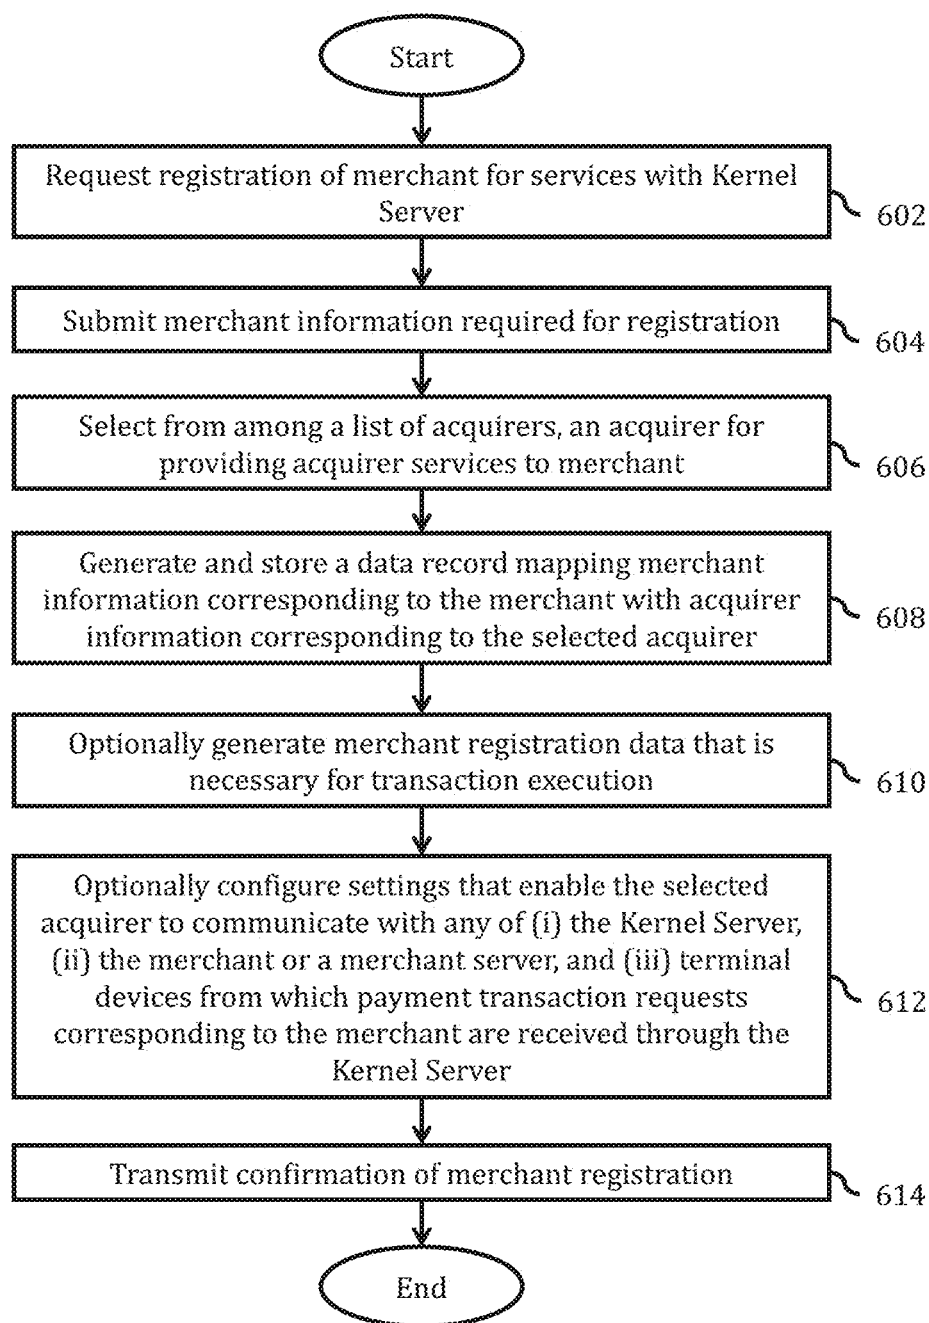 Start
Request registration of merchant for services with Kernel
Server
602
Submit merchant information required for registration
604
Select from among a list of acquirers, an acquirer for
providing acquirer services to merchant
606
Generate and store a data record mapping merchant
information corresponding to the merchant with acquirer
information corresponding to the selected acquirer
608
Optionally generate merchant registration data that is
necessary for transaction execution
610
Optionally configure settings that enable the selected
acquirer to communicate with any of (i) the Kernel Server,
(ii) the merchant or a merchant server, and (iii) terminal
devices from which payment transaction requests
corresponding to the merchant are received through the
Kernel Server
612
Transmit confirmation of merchant registration
614
End